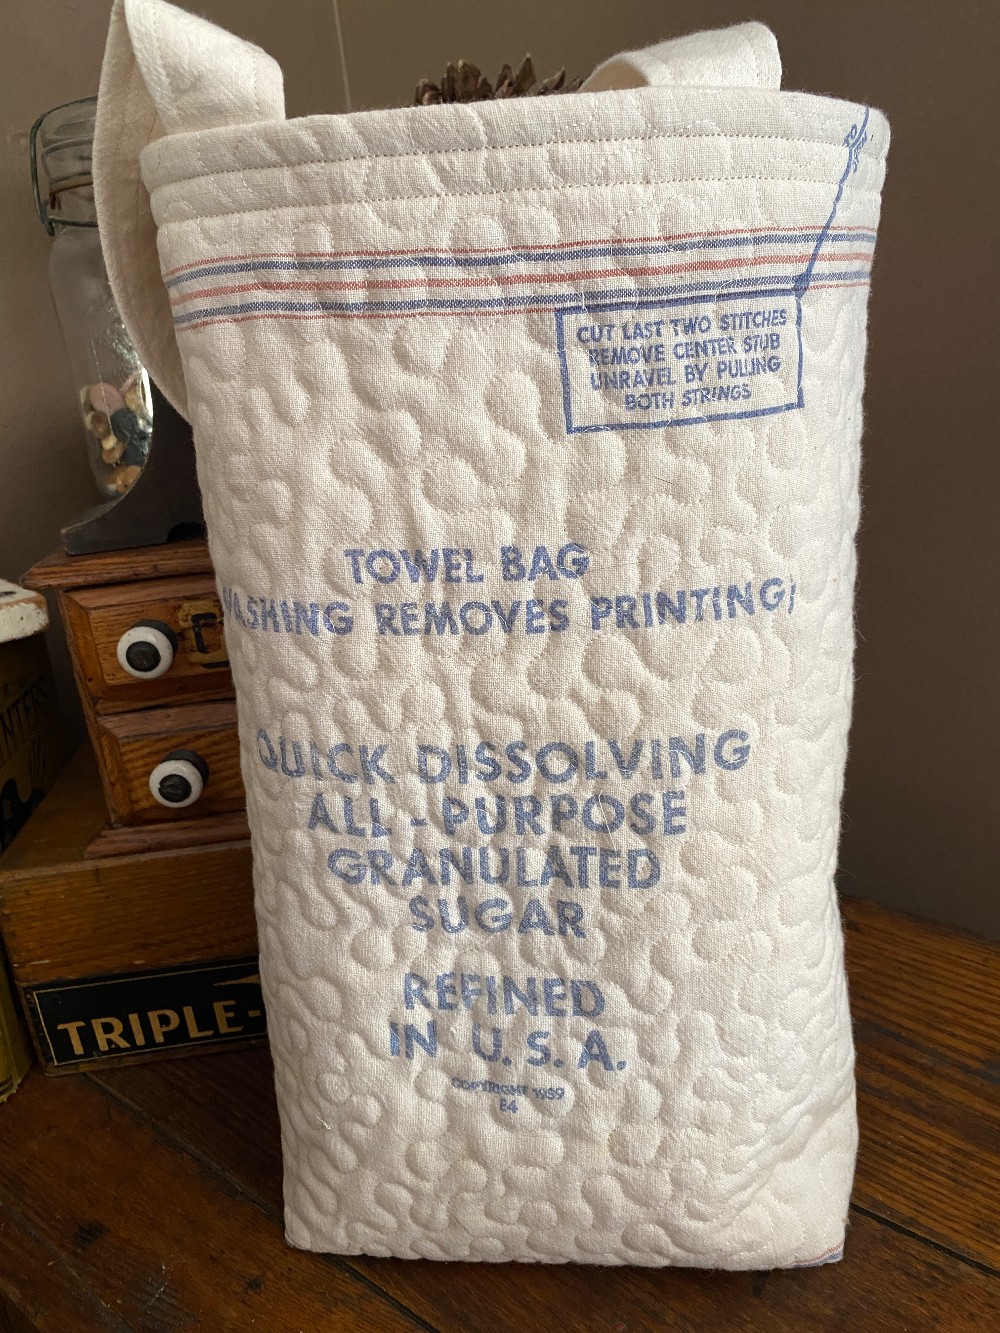 TO
CUT LAST TWO STITCHES
REMOVE CENTER STUB
UNRAVEL BY PULLING
BOTH STRINGS
TOWEL BAG
WASHING REMOVES PRINTING
QUICK DISSOLVING
ALL-PURPOSE
GRANULATED
SUGAR
REFINED
IN U.S.A.
COPYRIGHT 1959
E4
TRIPLE-